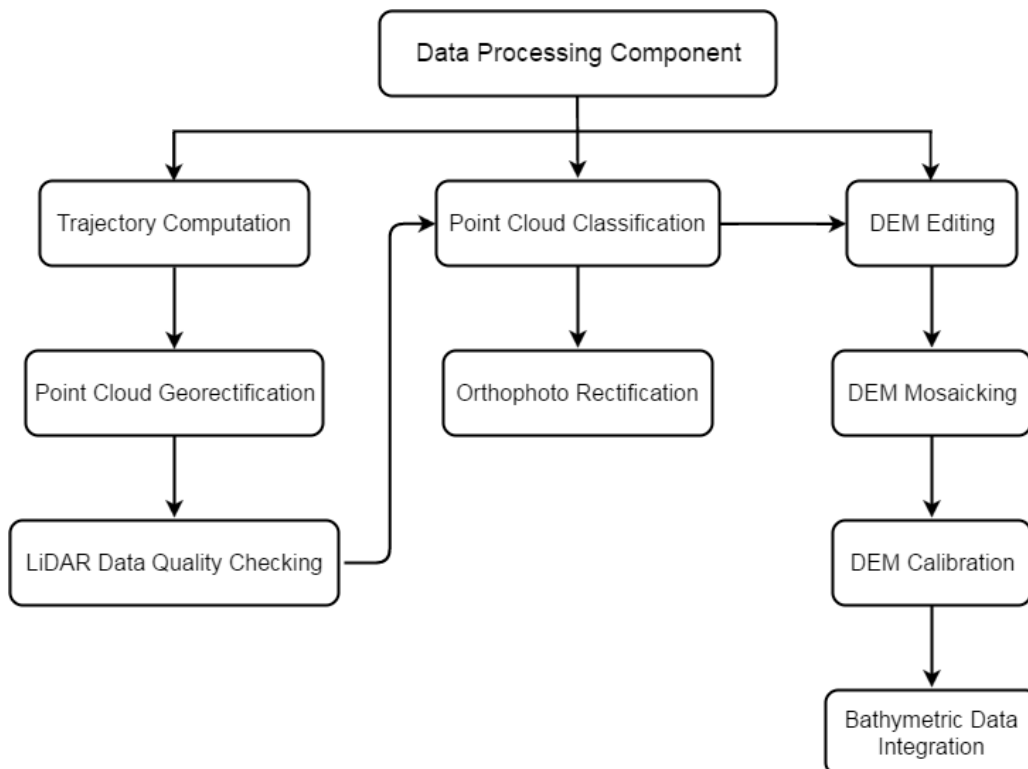 Data Processing Component
Trajectory Computation
Point Cloud Classification
DEM Editing
Point Cloud Georectification
Orthophoto Rectification
DEM Mosaicking
LiDAR Data Quality Checking
DEM Calibration
Bathymetric Data
Integration